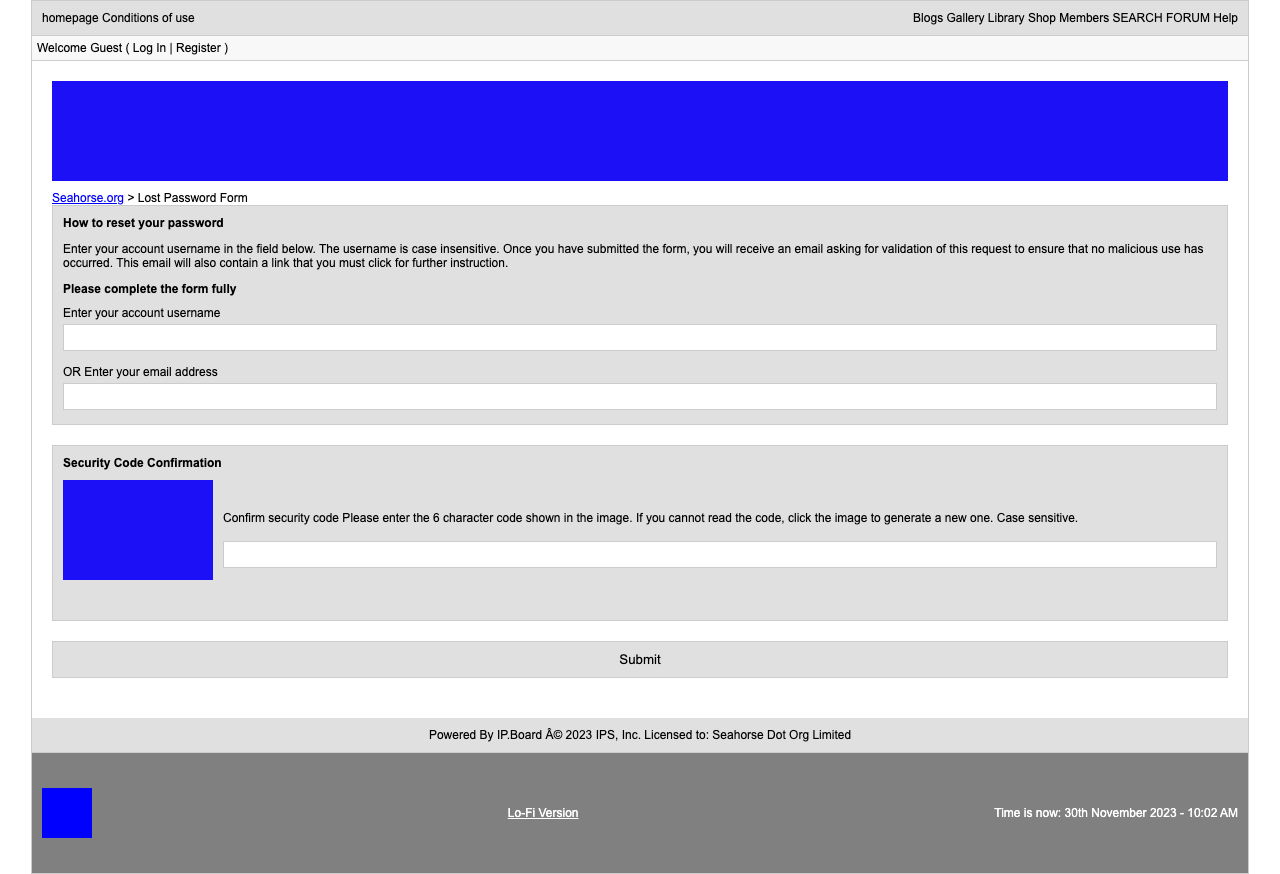 homepage Conditions of use
Blogs Gallery Library Shop Members SEARCH FORUM Help
Welcome Guest ( Log In | Register )
Seahorse.org > Lost Password Form
How to reset your password
Enter your account username in the field below. The username is case insensitive. Once you have submitted the form, you will receive an email asking for validation of this request to ensure that no malicious use has
occurred. This email will also contain a link that you must click for further instruction.
Please complete the form fully
Enter your account username
OR Enter your email address
Security Code Confirmation
Confirm security code Please enter the 6 character code shown in the image. If you cannot read the code, click the image to generate a new one. Case sensitive.
Submit
Powered By IP.Board Â© 2023 IPS, Inc. Licensed to: Seahorse Dot Org Limited
Lo-Fi Version
Time is now: 30th November 2023 - 10:02 AM